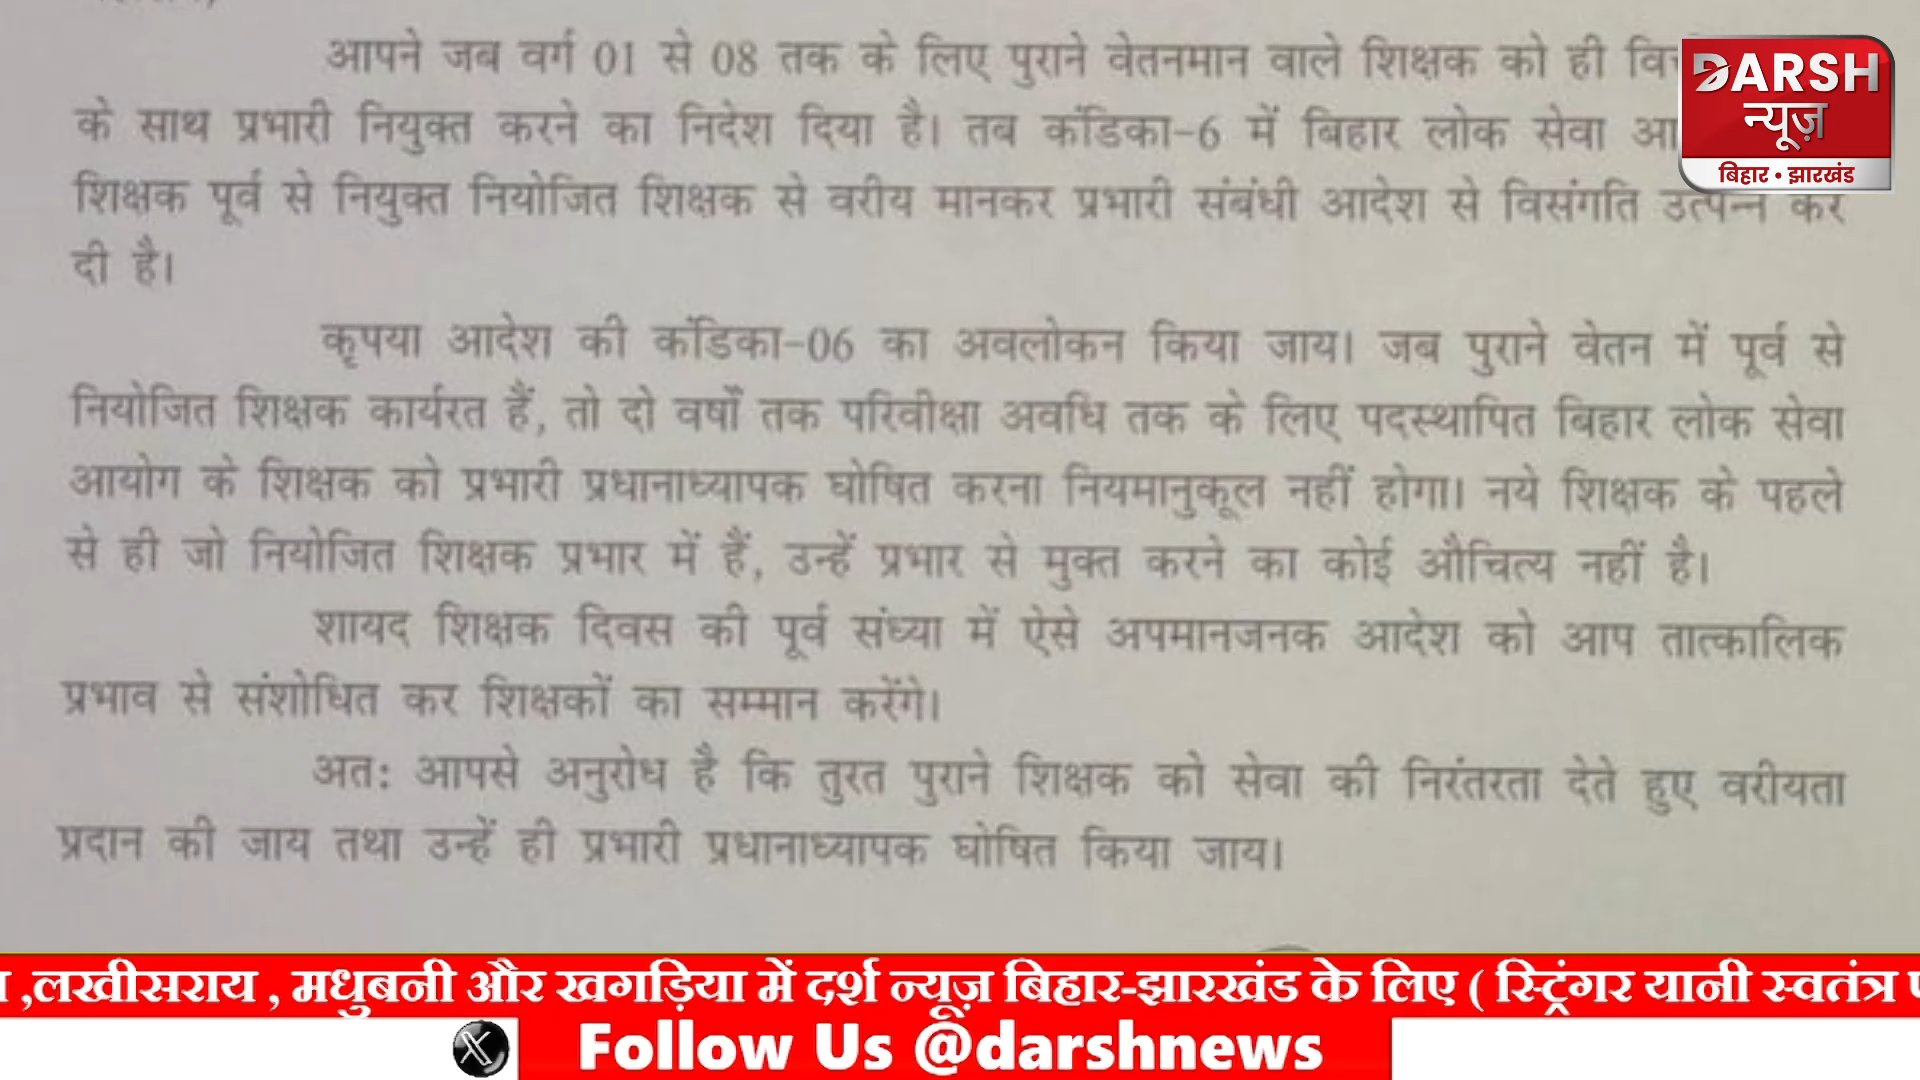 आपने जब वर्ग 01 से 08 तक के लिए पुराने वेतनमान वाले शिक्षक को ही
के साथ प्रभारी नियुक्त करने का निदेश दिया है। तब कंडिका-6 में बिहार लोक सेवा
शिक्षक पूर्व से नियुक्त नियोजित शिक्षक से वरीय मानकर प्रभारी संबंधी आदेश से विसंगति उत्पन्न कर
दी है।
कृपया आदेश की कंडिका-06 का अवलोकन किया जाय। जब पुराने वेतन में पूर्व से
नियोजित शिक्षक कार्यरत हैं, तो दो वर्षों तक परिवीक्षा अवधि तक के लिए पदस्थापित बिहार लोक सेवा
आयोग के शिक्षक को प्रभारी प्रधानाध्यापक घोषित करना नियमानुकूल नहीं होगा। नये शिक्षक के पहले
से ही जो नियोजित शिक्षक प्रभार में हैं, उन्हें प्रभार से मुक्त करने का कोई औचित्य नहीं है।
शायद शिक्षक दिवस की पूर्व संध्या में ऐसे अपमानजनक आदेश को आप तात्कालिक
प्रभाव से संशोधित कर शिक्षकों का सम्मान करेंगे।
अतः आपसे अनुरोध है कि तुरत पुराने शिक्षक को सेवा की निरंतरता देते हुए वरीयता
प्रदान की जाय तथा उन्हें ही प्रभारी प्रधानाध्यापक घोषित किया जाय।
DARSH
न्यूज़
बिहार • झारखंड
,लखीसराय , मधुबनी और खगड़िया में दर्श न्यूज़ बिहार-झारखंड के लिए ( स्ट्रिंगर यानी स्वतंत्र
Follow Us @darshnews